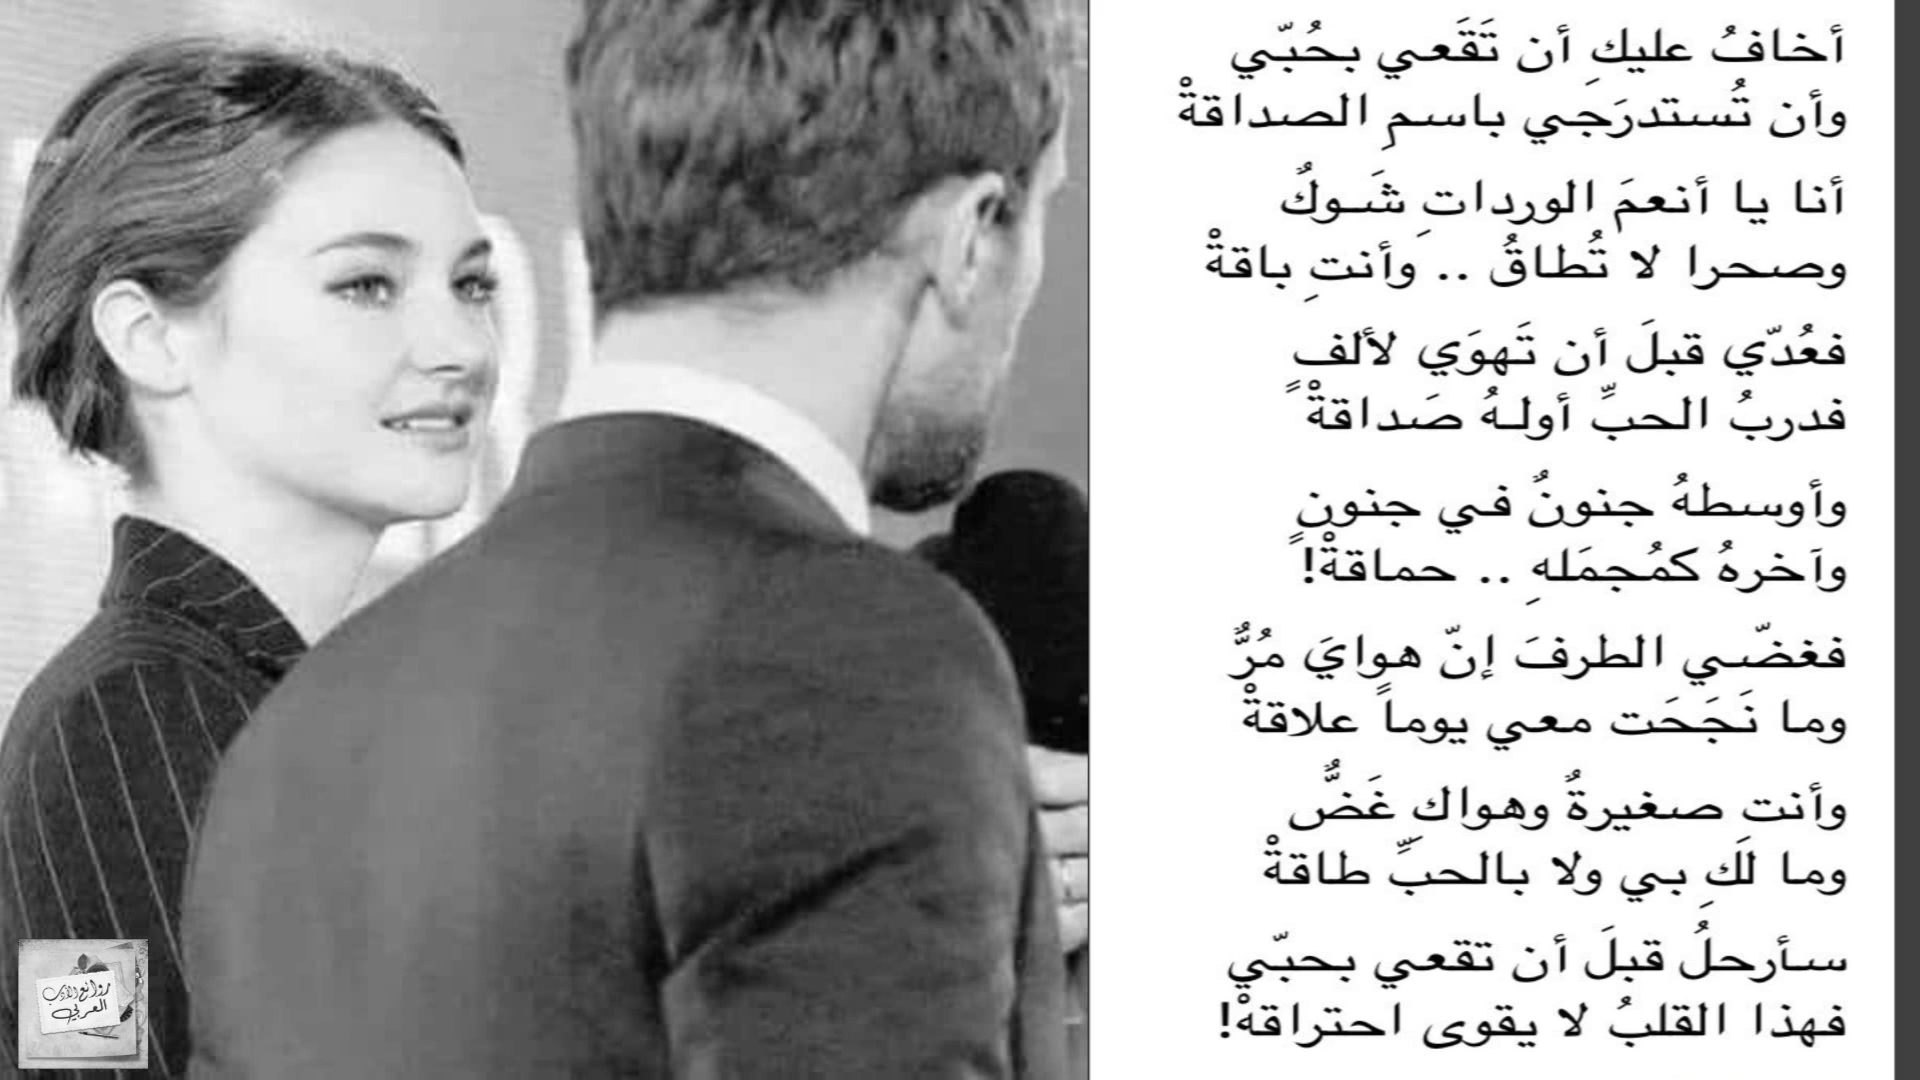 أخافُ عليكِ أن تَقَعي بحُبّي
وأن تُستدرَجي باسمِ الصداقةْ
أنا يا أنعمَ الورداتِ شَوكٌ
وصحرا لا تُطاقُ .. وأنتِ باقةْ
فعُدّي قبلَ أن تَهوَي لألفٍ
فدربُ الحبِّ أولهُ صَداقةْ
وأوسطهُ جنونٌ في جنونٍ
وآخرهُ كمُجمَلهِ .. حماقةْ!
فغضّي الطرفَ إنّ هوايَ مُرٌّ
وما نَجَحَت معي يوماً علاقةْ
وأنتِ صغيرةٌ وهواكِ غَضٌّ
وما لَكِ بي ولا بالحبِّ طاقةْ
سأرحلُ قبلَ أن تقعي بحبّي
فهذا القلبُ لا يقوى احتراقهْ!
روائع الأدب
العربي